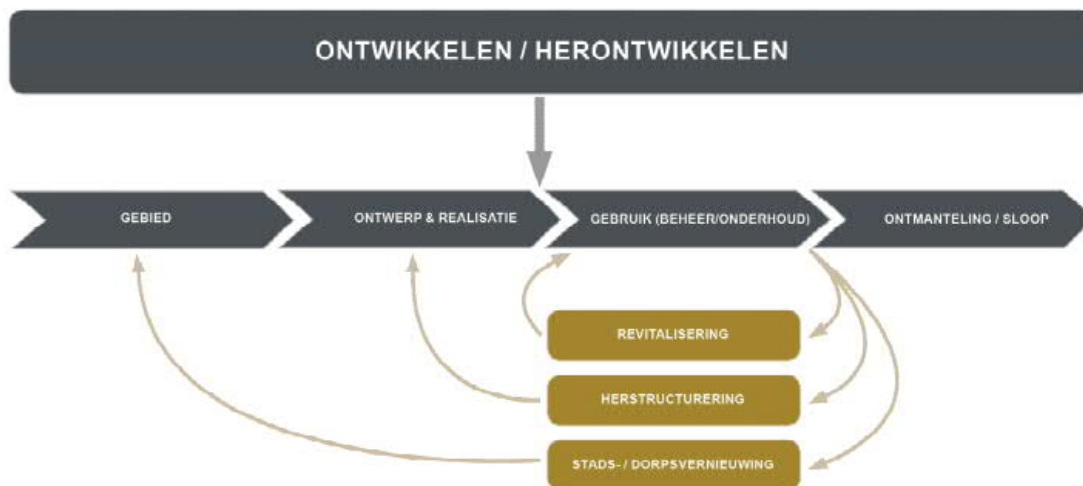 ONTWIKKELEN / HERONTWIKKELEN
GEBIED
ONTWERP & REALISATIE
GEBRUIK (BEHEER/ONDERHOUD)
ONTMANTELING / SLOOP
REVITALISERING
HERSTRUCTURERING
STADS- / DORPSVERNIEUWING